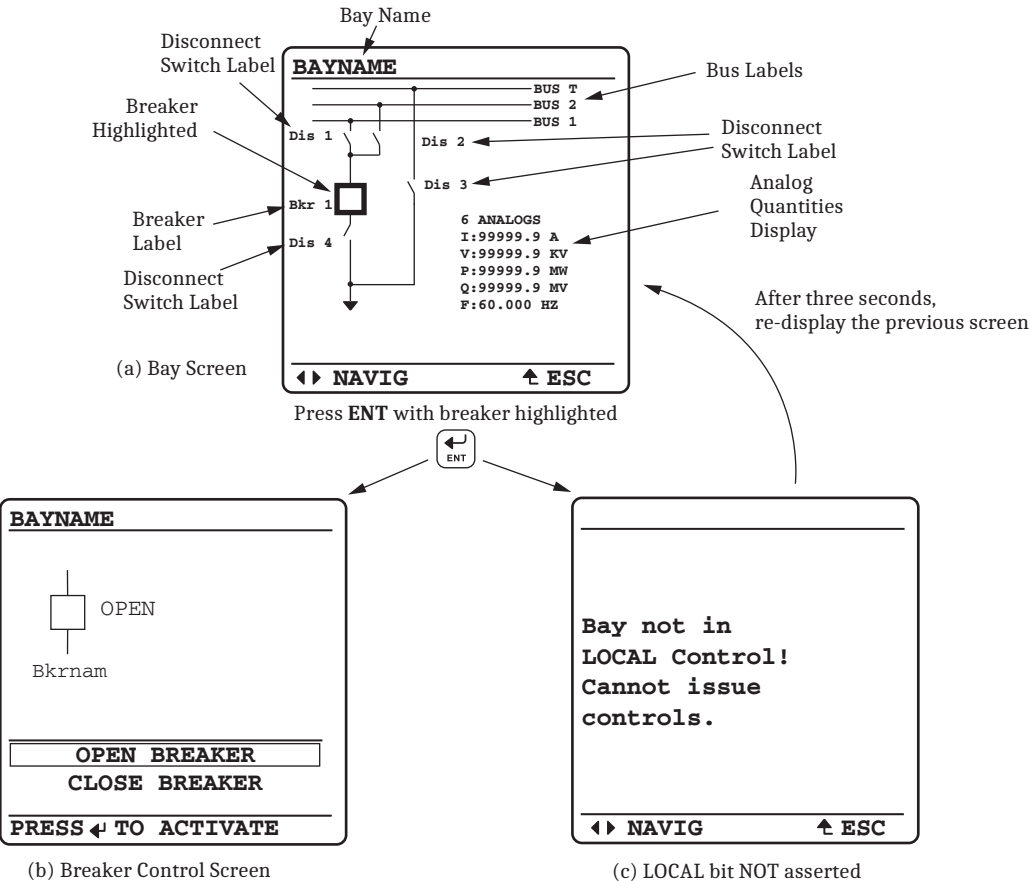 Bay Name
Disconnect
Switch Label
BAYNAME
Bus Labels
BUS T
BUS 2
BUS 1
Breaker
Highlighted
Dis 1
Dis 2
Disconnect
Switch Label
Dis 3
Analog
Quantities
Display
Bkr 1
Breaker
Label
6 ANALOGS
I:99999.9 A
V:99999.9 KV
P:99999.9 MW
Q:99999.9 MV
F:60.000 HZ
Dis 4
Disconnect
Switch Label
After three seconds,
re-display the previous screen
(a) Bay Screen
NAVIG ESC
Press ENT with breaker highlighted
ENT
BAYNAME
OPEN
Bkrnam
OPEN BREAKER
CLOSE BREAKER
PRESS TO ACTIVATE
(b) Breaker Control Screen
Bay not in
LOCAL Control!
Cannot issue
controls.
NAVIG ESC
(c) LOCAL bit NOT asserted